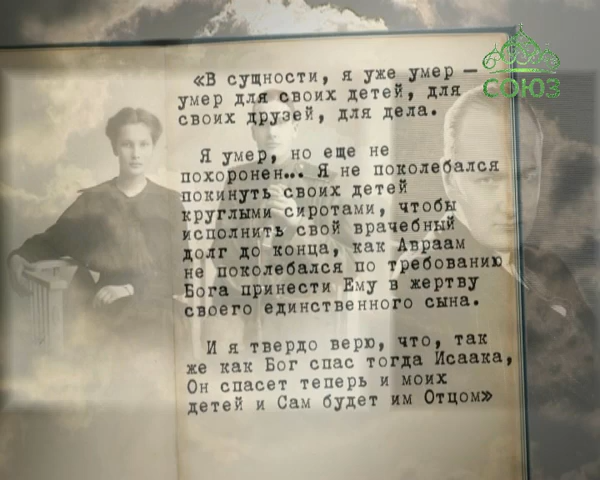 СОЮЗ
«В сущности, я уже умер —
умер для своих детей, для
своих друзей, для дела.
Я умер, но еще не
похоронен... Я не поколебался
покинуть своих детей
круглыми сиротами, чтобы
исполнить свой врачебный
долг до конца, как Авраам
не поколебался по требованию
Бога принести Ему в жертву
своего единственного сына.
И я твердо верю, что, так
же как Бог спас тогда Исаака,
Он спасет теперь и моих
детей и Сам будет им Отцом»